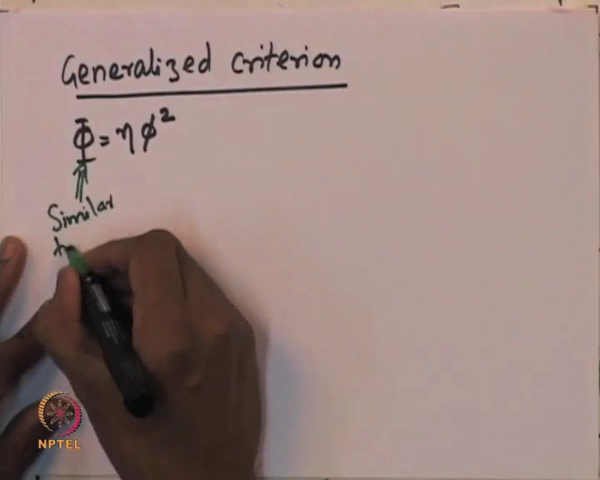 Generalized criterion
Φ = η φ²
Similar
NPTEL